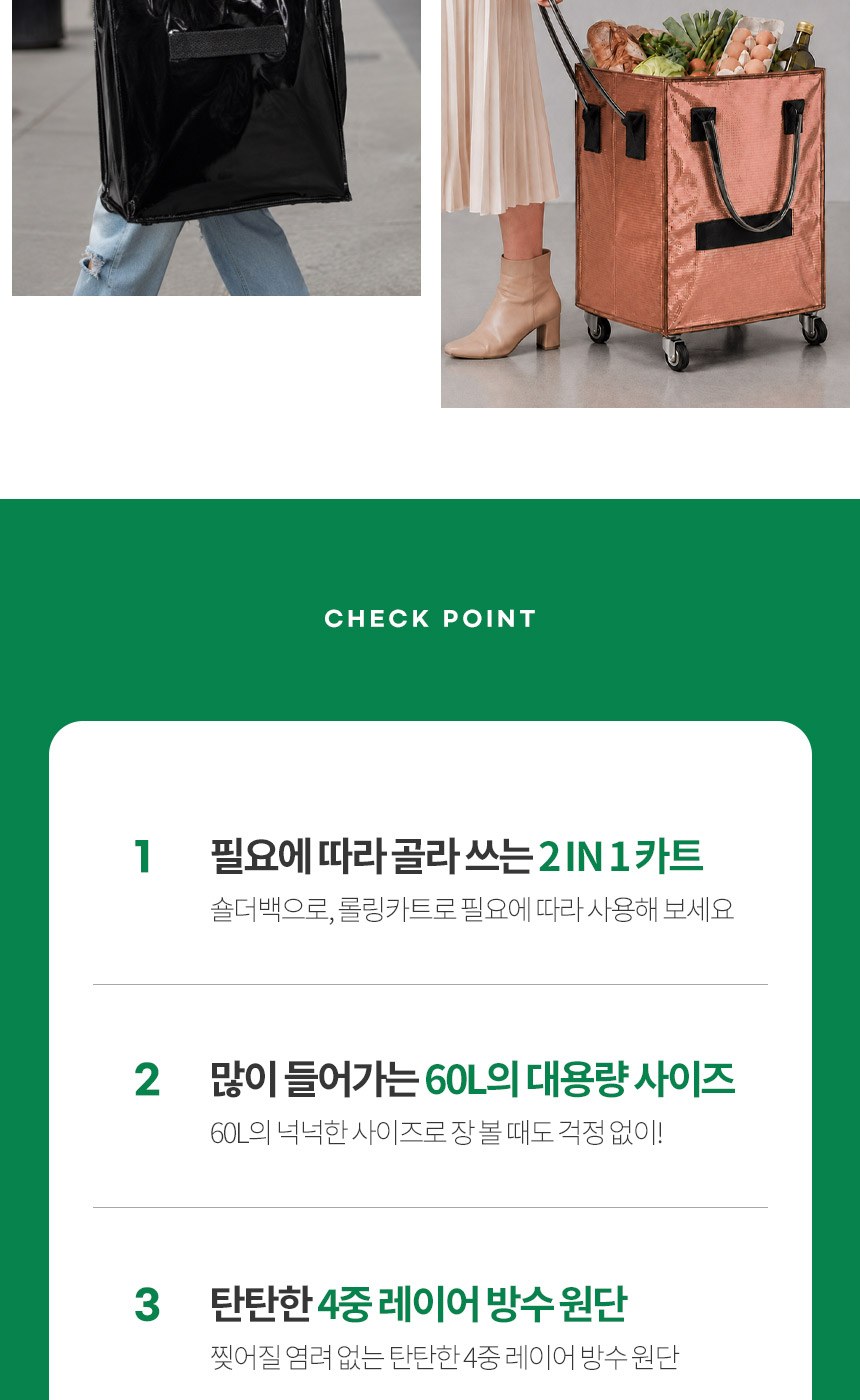 CHECK POINT
1
필요에 따라 골라 쓰는 2 IN 1 카트
숄더백으로, 롤링카트로 필요에 따라 사용해 보세요
2
많이 들어가는 60L의 대용량 사이즈
60L의 넉넉한 사이즈로 장 볼 때도 걱정 없이!
3
탄탄한 4중 레이어 방수 원단
찢어질 염려 없는 탄탄한 4중 레이어 방수 원단